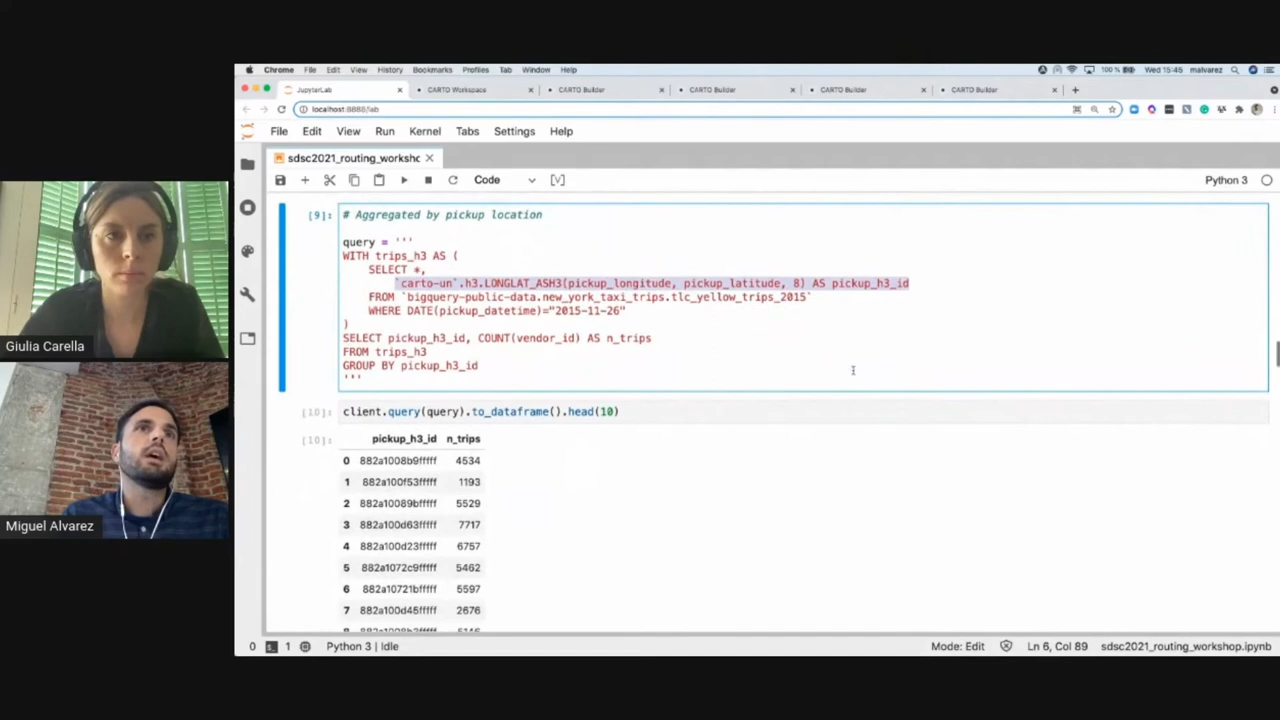 Chrome File Edit View History Bookmarks Profiles Tab Window Help 100 % Wed 15:45 malvarez
JupyterLab CARTO Workspace CARTO Builder CARTO Builder CARTO Builder CARTO Builder
localhost:8888/lab
File Edit View Run Kernel Tabs Settings Help
sdsc2021_routing_workshc
Code [V] Python 3
[9]: # Aggregated by pickup location
query = '''
WITH trips_h3 AS (
SELECT *,
`carto-un`.h3.LONGLAT_ASH3(pickup_longitude, pickup_latitude, 8) AS pickup_h3_id
FROM `bigquery-public-data.new_york_taxi_trips.tlc_yellow_trips_2015`
WHERE DATE(pickup_datetime)="2015-11-26"
)
SELECT pickup_h3_id, COUNT(vendor_id) AS n_trips
FROM trips_h3
GROUP BY pickup_h3_id
'''
[10]: client.query(query).to_dataframe().head(10)
[10]: pickup_h3_id n_trips
0 882a1008b9fffff 4534
1 882a100f53fffff 1193
2 882a10089bfffff 5529
3 882a100d63fffff 7717
4 882a100d23fffff 6757
5 882a1072c9fffff 5462
6 882a10721bfffff 5597
7 882a100d45fffff 2676
0 1 Python 3 | Idle Mode: Edit Ln 6, Col 89 sdsc2021_routing_workshop.ipynb
Giulia Carella
Miguel Alvarez